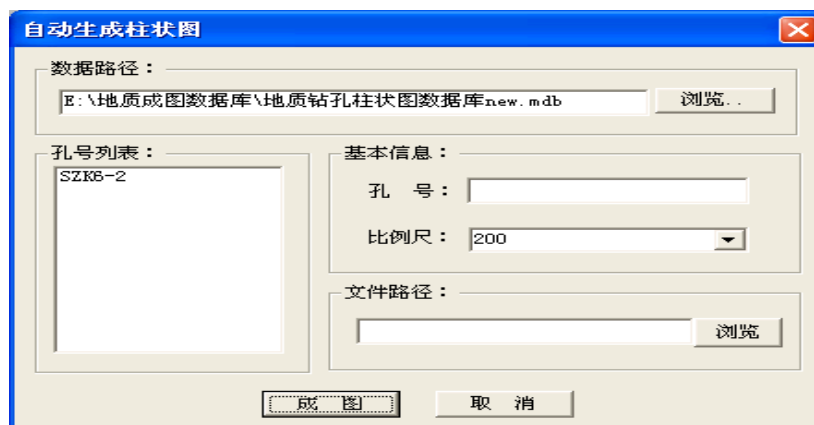 自动生成柱状图
数据路径：
E:\地质成图数据库\地质钻孔柱状图数据库new.mdb
浏览..
孔号列表：
SZK6-2
基本信息：
孔 号：
比例尺：
200
文件路径：
浏览
成 图
取 消